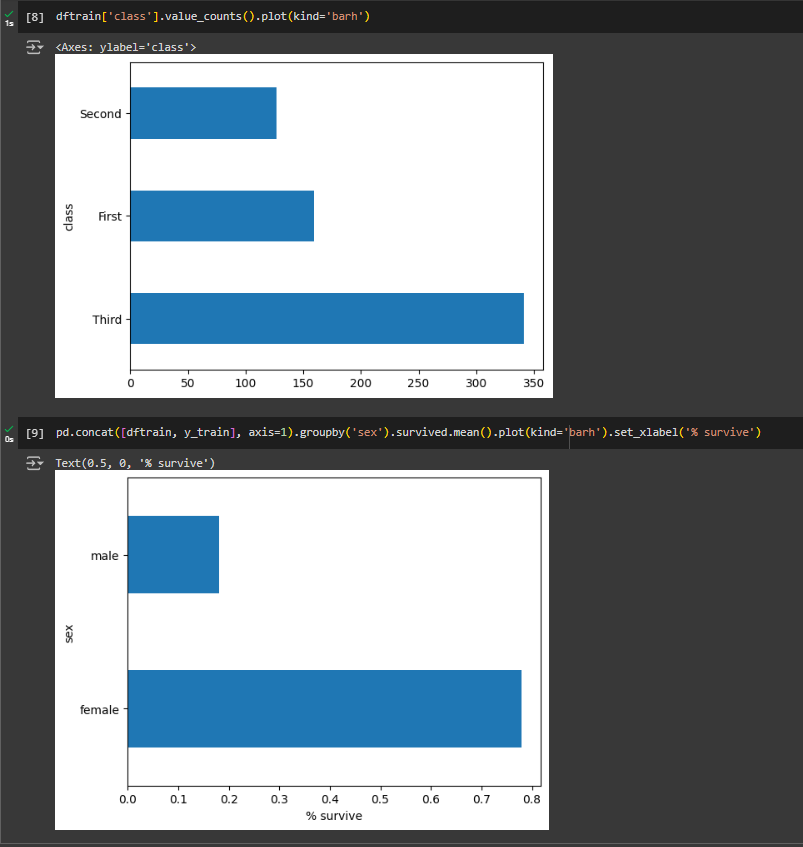 1s
[8] dftrain['class'].value_counts().plot(kind='barh')
<Axes: ylabel='class'>
Second
First
Third
class
0 50 100 150 200 250 300 350
0s
[9] pd.concat([dftrain, y_train], axis=1).groupby('sex').survived.mean().plot(kind='barh').set_xlabel('% survive')
Text(0.5, 0, '% survive')
male
female
sex
0.0 0.1 0.2 0.3 0.4 0.5 0.6 0.7 0.8
% survive